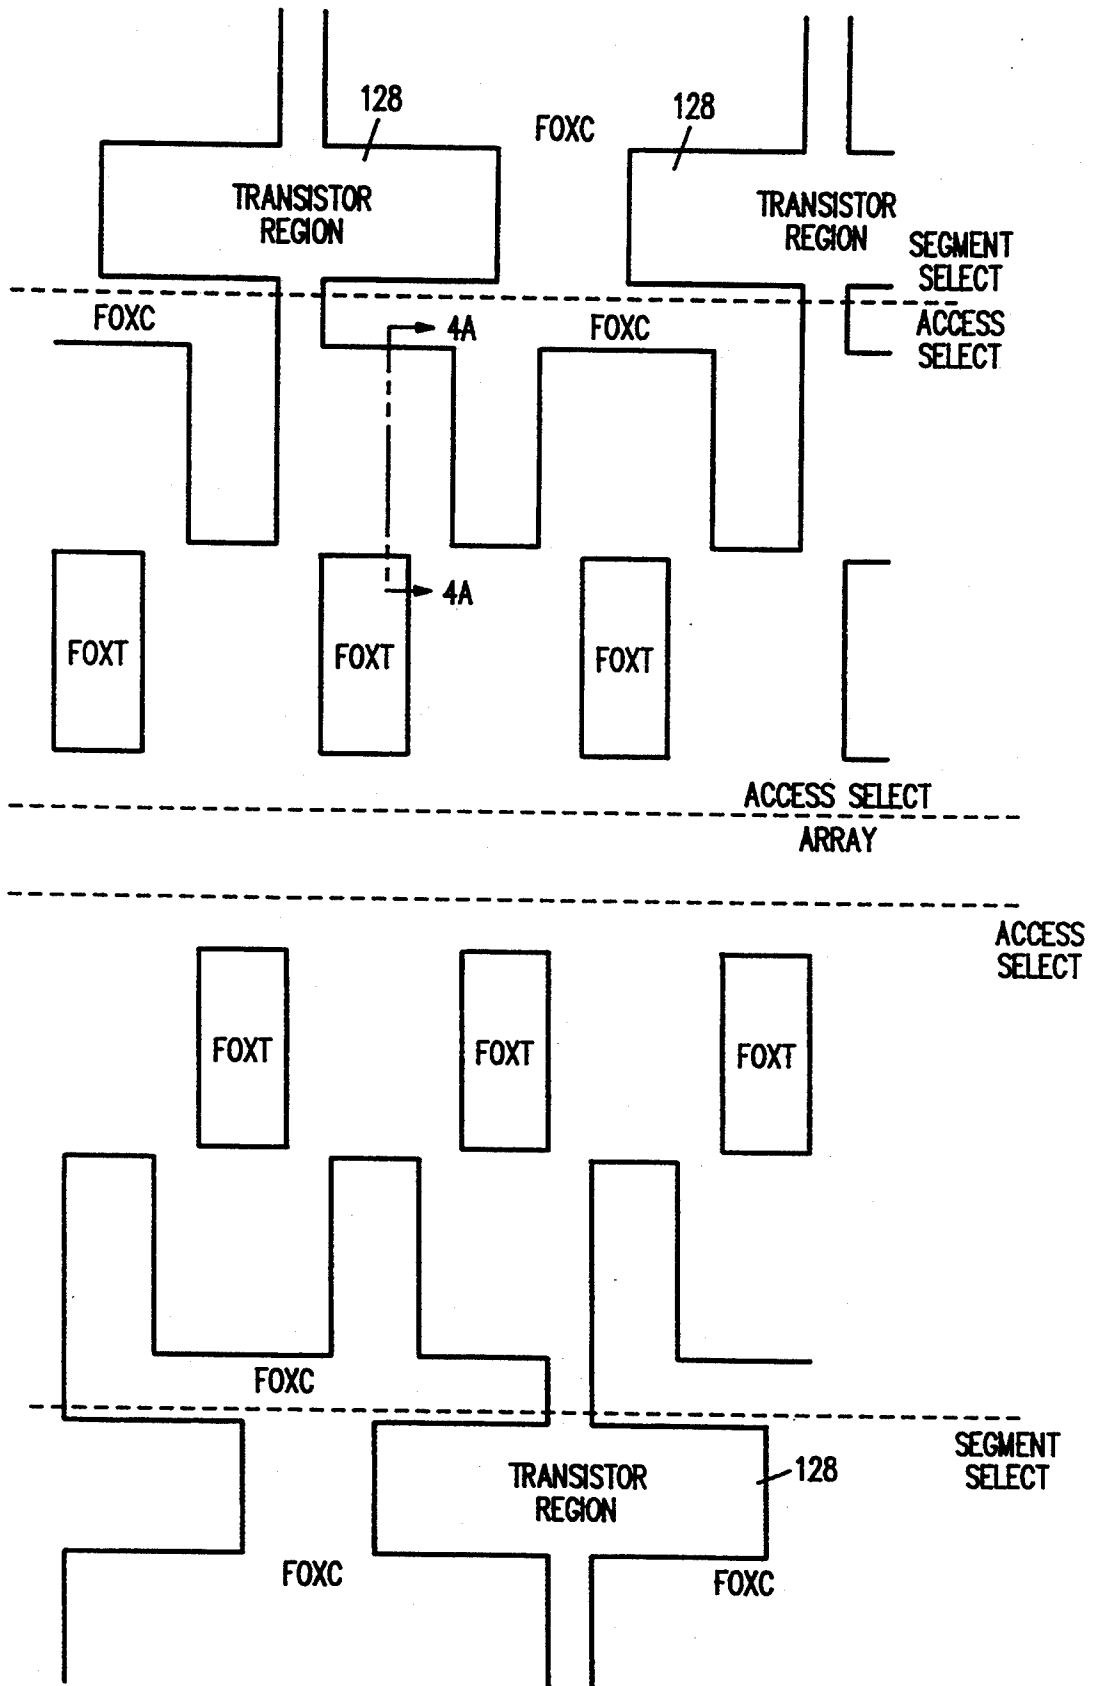 128
128
FOXC
TRANSISTOR
REGION
TRANSISTOR
REGION
SEGMENT
SELECT
FOXC
4A
FOXC
ACCESS
SELECT
4A
FOXT
FOXT
FOXT
ACCESS SELECT
ARRAY
ACCESS
SELECT
FOXT
FOXT
FOXT
FOXC
SEGMENT
SELECT
TRANSISTOR
REGION
128
FOXC
FOXC